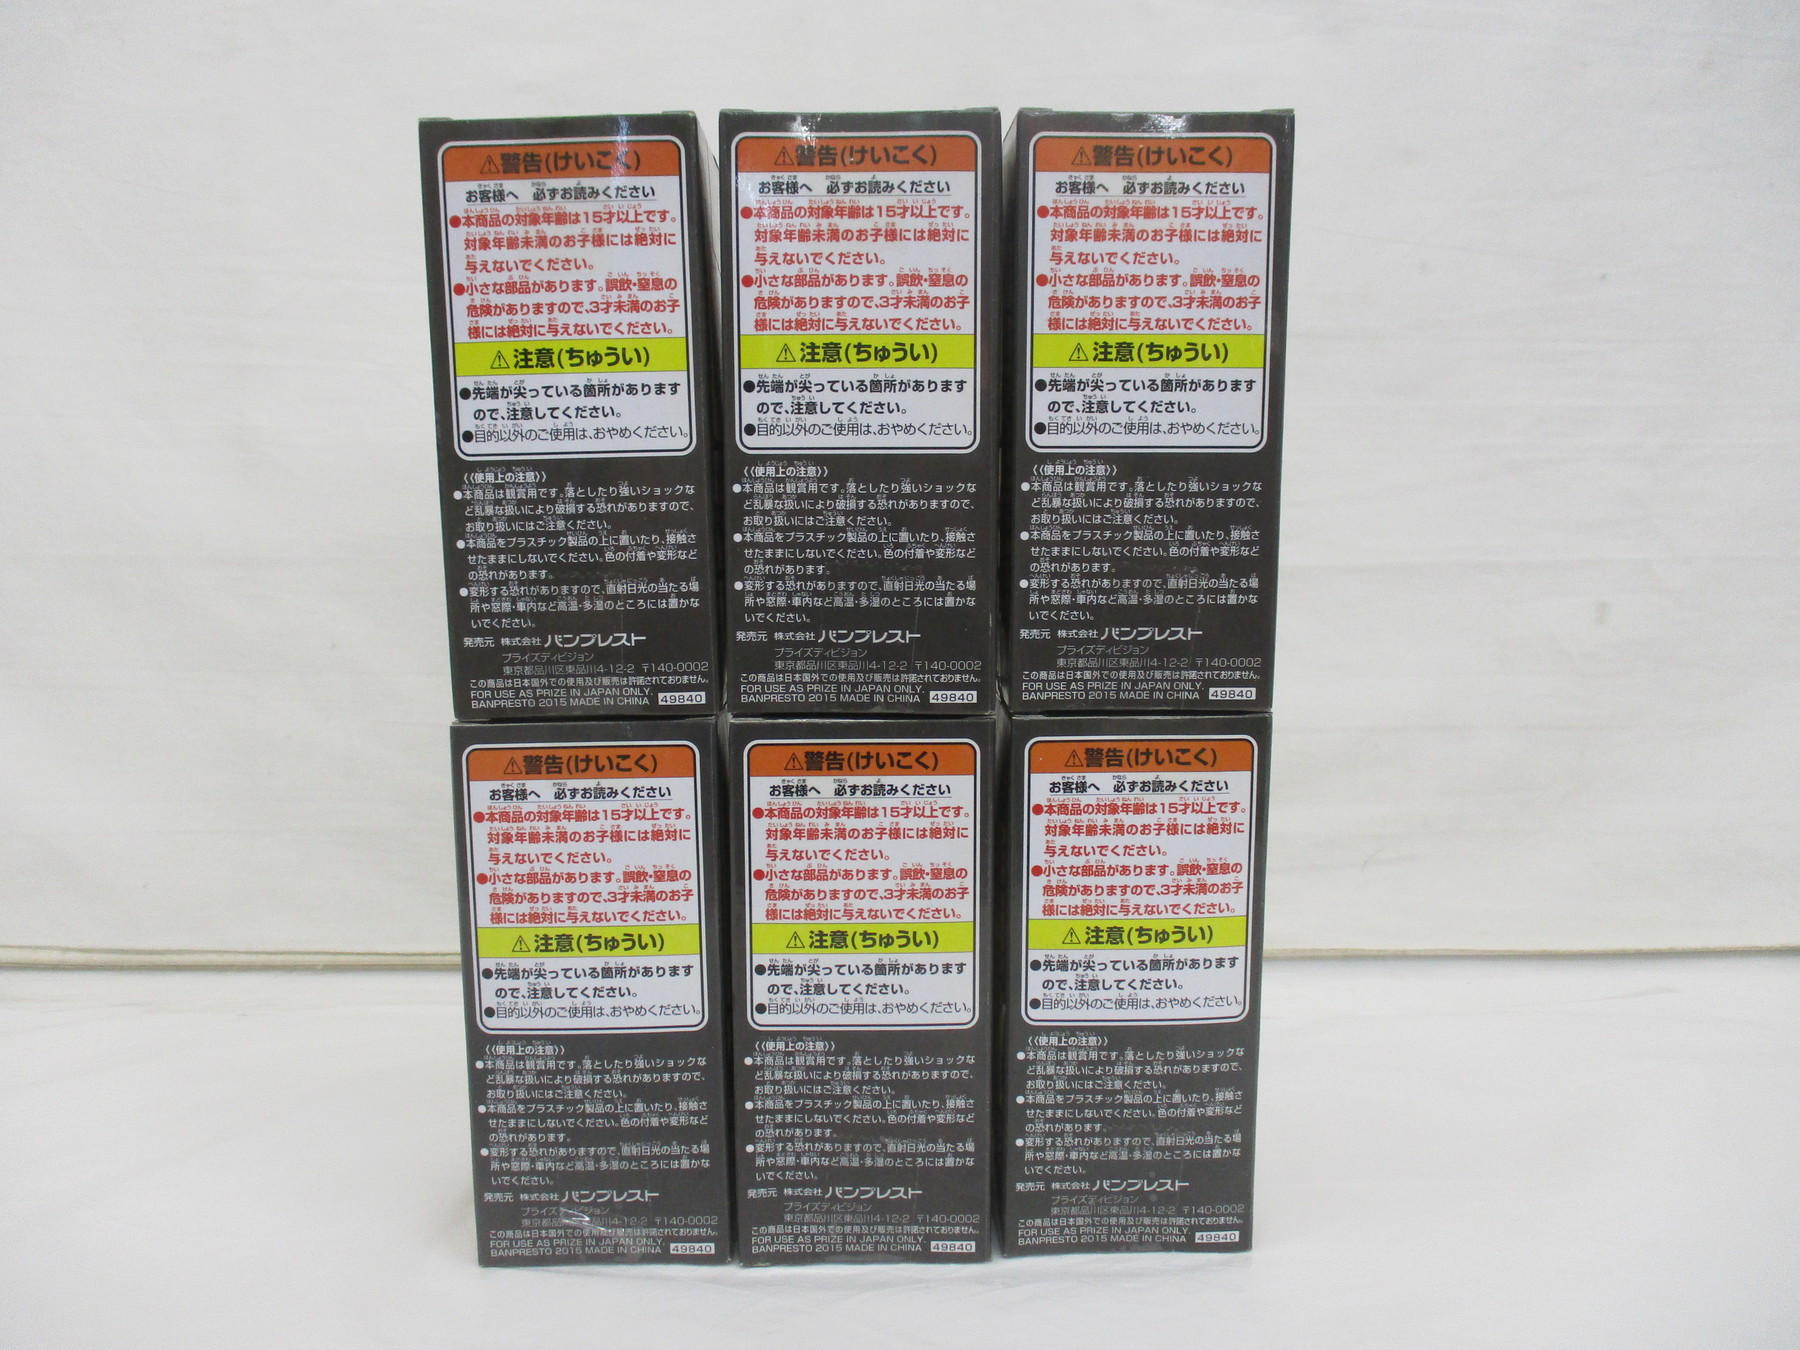 ⚠警告(けいこく)
お客様へ 必ずお読みください
●本商品の対象年齢は15才以上です。
対象年齢未満のお子様には絶対に
与えないでください。
●小さな部品があります。誤飲・窒息の
危険がありますので、3才未満のお子
様には絶対に与えないでください。
⚠注意(ちゅうい)
●先端が尖っている箇所があります
ので、注意してください。
●目的以外のご使用は、おやめください。
《使用上の注意》
●本商品は観賞用です。落としたり強いショックな
ど乱暴な扱いにより破損する恐れがありますので、
お取り扱いにはご注意ください。
●本商品をプラスチック製品の上に置いたり、接触さ
せたままにしないでください。色の付着や変形など
の恐れがあります。
●変形する恐れがありますので、直射日光の当たる場
所や窓際・車内など高温・多湿のところには置かな
いでください。
発売元 株式会社 バンプレスト
プライズディビジョン
東京都品川区東品川4-12-2 〒140-0002
この商品は日本国外での使用及び販売は許諾されておりません。
FOR USE AS PRIZE IN JAPAN ONLY.
BANPRESTO 2015 MADE IN CHINA 49840
⚠警告(けいこく)
お客様へ 必ずお読みください
●本商品の対象年齢は15才以上です。
対象年齢未満のお子様には絶対に
与えないでください。
●小さな部品があります。誤飲・窒息の
危険がありますので、3才未満のお子
様には絶対に与えないでください。
⚠注意(ちゅうい)
●先端が尖っている箇所があります
ので、注意してください。
●目的以外のご使用は、おやめください。
《使用上の注意》
●本商品は観賞用です。落としたり強いショックな
ど乱暴な扱いにより破損する恐れがありますので、
お取り扱いにはご注意ください。
●本商品をプラスチック製品の上に置いたり、接触さ
せたままにしないでください。色の付着や変形など
の恐れがあります。
●変形する恐れがありますので、直射日光の当たる場
所や窓際・車内など高温・多湿のところには置かな
いでください。
発売元 株式会社 バンプレスト
プライズディビジョン
東京都品川区東品川4-12-2 〒140-0002
この商品は日本国外での使用及び販売は許諾されておりません。
FOR USE AS PRIZE IN JAPAN ONLY.
BANPRESTO 2015 MADE IN CHINA 49840
⚠警告(けいこく)
お客様へ 必ずお読みください
●本商品の対象年齢は15才以上です。
対象年齢未満のお子様には絶対に
与えないでください。
●小さな部品があります。誤飲・窒息の
危険がありますので、3才未満のお子
様には絶対に与えないでください。
⚠注意(ちゅうい)
●先端が尖っている箇所があります
ので、注意してください。
●目的以外のご使用は、おやめください。
《使用上の注意》
●本商品は観賞用です。落としたり強いショックな
ど乱暴な扱いにより破損する恐れがありますので、
お取り扱いにはご注意ください。
●本商品をプラスチック製品の上に置いたり、接触さ
せたままにしないでください。色の付着や変形など
の恐れがあります。
●変形する恐れがありますので、直射日光の当たる場
所や窓際・車内など高温・多湿のところには置かな
いでください。
発売元 株式会社 バンプレスト
プライズディビジョン
東京都品川区東品川4-12-2 〒140-0002
この商品は日本国外での使用及び販売は許諾されておりません。
FOR USE AS PRIZE IN JAPAN ONLY.
BANPRESTO 2015 MADE IN CHINA 49840
⚠警告(けいこく)
お客様へ 必ずお読みください
●本商品の対象年齢は15才以上です。
対象年齢未満のお子様には絶対に
与えないでください。
●小さな部品があります。誤飲・窒息の
危険がありますので、3才未満のお子
様には絶対に与えないでください。
⚠注意(ちゅうい)
●先端が尖っている箇所があります
ので、注意してください。
●目的以外のご使用は、おやめください。
《使用上の注意》
●本商品は観賞用です。落としたり強いショックな
ど乱暴な扱いにより破損する恐れがありますので、
お取り扱いにはご注意ください。
●本商品をプラスチック製品の上に置いたり、接触さ
せたままにしないでください。色の付着や変形など
の恐れがあります。
●変形する恐れがありますので、直射日光の当たる場
所や窓際・車内など高温・多湿のところには置かな
いでください。
発売元 株式会社 バンプレスト
プライズディビジョン
東京都品川区東品川4-12-2 〒140-0002
この商品は日本国外での使用及び販売は許諾されておりません。
FOR USE AS PRIZE IN JAPAN ONLY.
BANPRESTO 2015 MADE IN CHINA 49840
⚠警告(けいこく)
お客様へ 必ずお読みください
●本商品の対象年齢は15才以上です。
対象年齢未満のお子様には絶対に
与えないでください。
●小さな部品があります。誤飲・窒息の
危険がありますので、3才未満のお子
様には絶対に与えないでください。
⚠注意(ちゅうい)
●先端が尖っている箇所があります
ので、注意してください。
●目的以外のご使用は、おやめください。
《使用上の注意》
●本商品は観賞用です。落としたり強いショックな
ど乱暴な扱いにより破損する恐れがありますので、
お取り扱いにはご注意ください。
●本商品をプラスチック製品の上に置いたり、接触さ
せたままにしないでください。色の付着や変形など
の恐れがあります。
●変形する恐れがありますので、直射日光の当たる場
所や窓際・車内など高温・多湿のところには置かな
いでください。
発売元 株式会社 バンプレスト
プライズディビジョン
東京都品川区東品川4-12-2 〒140-0002
この商品は日本国外での使用及び販売は許諾されておりません。
FOR USE AS PRIZE IN JAPAN ONLY.
BANPRESTO 2015 MADE IN CHINA 49840
⚠警告(けいこく)
お客様へ 必ずお読みください
●本商品の対象年齢は15才以上です。
対象年齢未満のお子様には絶対に
与えないでください。
●小さな部品があります。誤飲・窒息の
危険がありますので、3才未満のお子
様には絶対に与えないでください。
⚠注意(ちゅうい)
●先端が尖っている箇所があります
ので、注意してください。
●目的以外のご使用は、おやめください。
《使用上の注意》
●本商品は観賞用です。落としたり強いショックな
ど乱暴な扱いにより破損する恐れがありますので、
お取り扱いにはご注意ください。
●本商品をプラスチック製品の上に置いたり、接触さ
せたままにしないでください。色の付着や変形など
の恐れがあります。
●変形する恐れがありますので、直射日光の当たる場
所や窓際・車内など高温・多湿のところには置かな
いでください。
発売元 株式会社 バンプレスト
プライズディビジョン
東京都品川区東品川4-12-2 〒140-0002
この商品は日本国外での使用及び販売は許諾されておりません。
FOR USE AS PRIZE IN JAPAN ONLY.
BANPRESTO 2015 MADE IN CHINA 49840